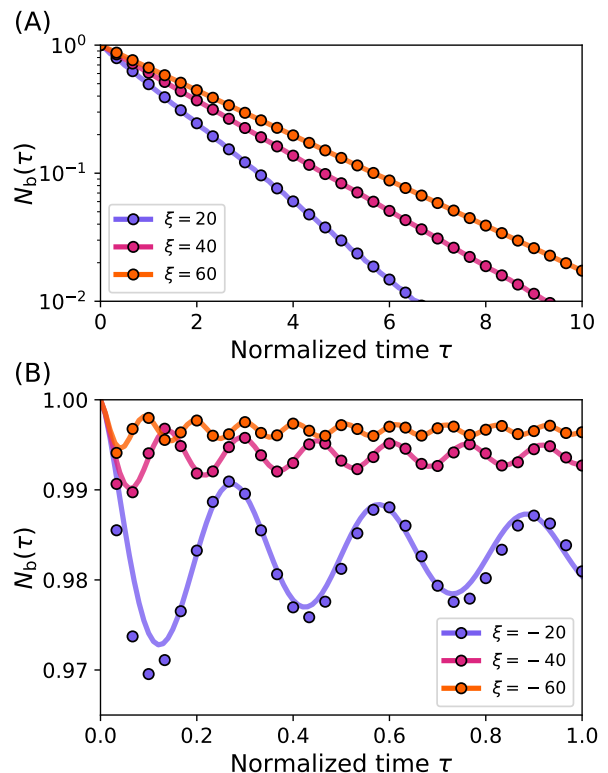 (A)
N_b(τ)
10⁰
10⁻¹
10⁻²
ξ = 20
ξ = 40
ξ = 60
0 2 4 6 8 10
Normalized time τ
(B)
N_b(τ)
1.00
0.99
0.98
0.97
ξ = − 20
ξ = − 40
ξ = − 60
0.0 0.2 0.4 0.6 0.8 1.0
Normalized time τ